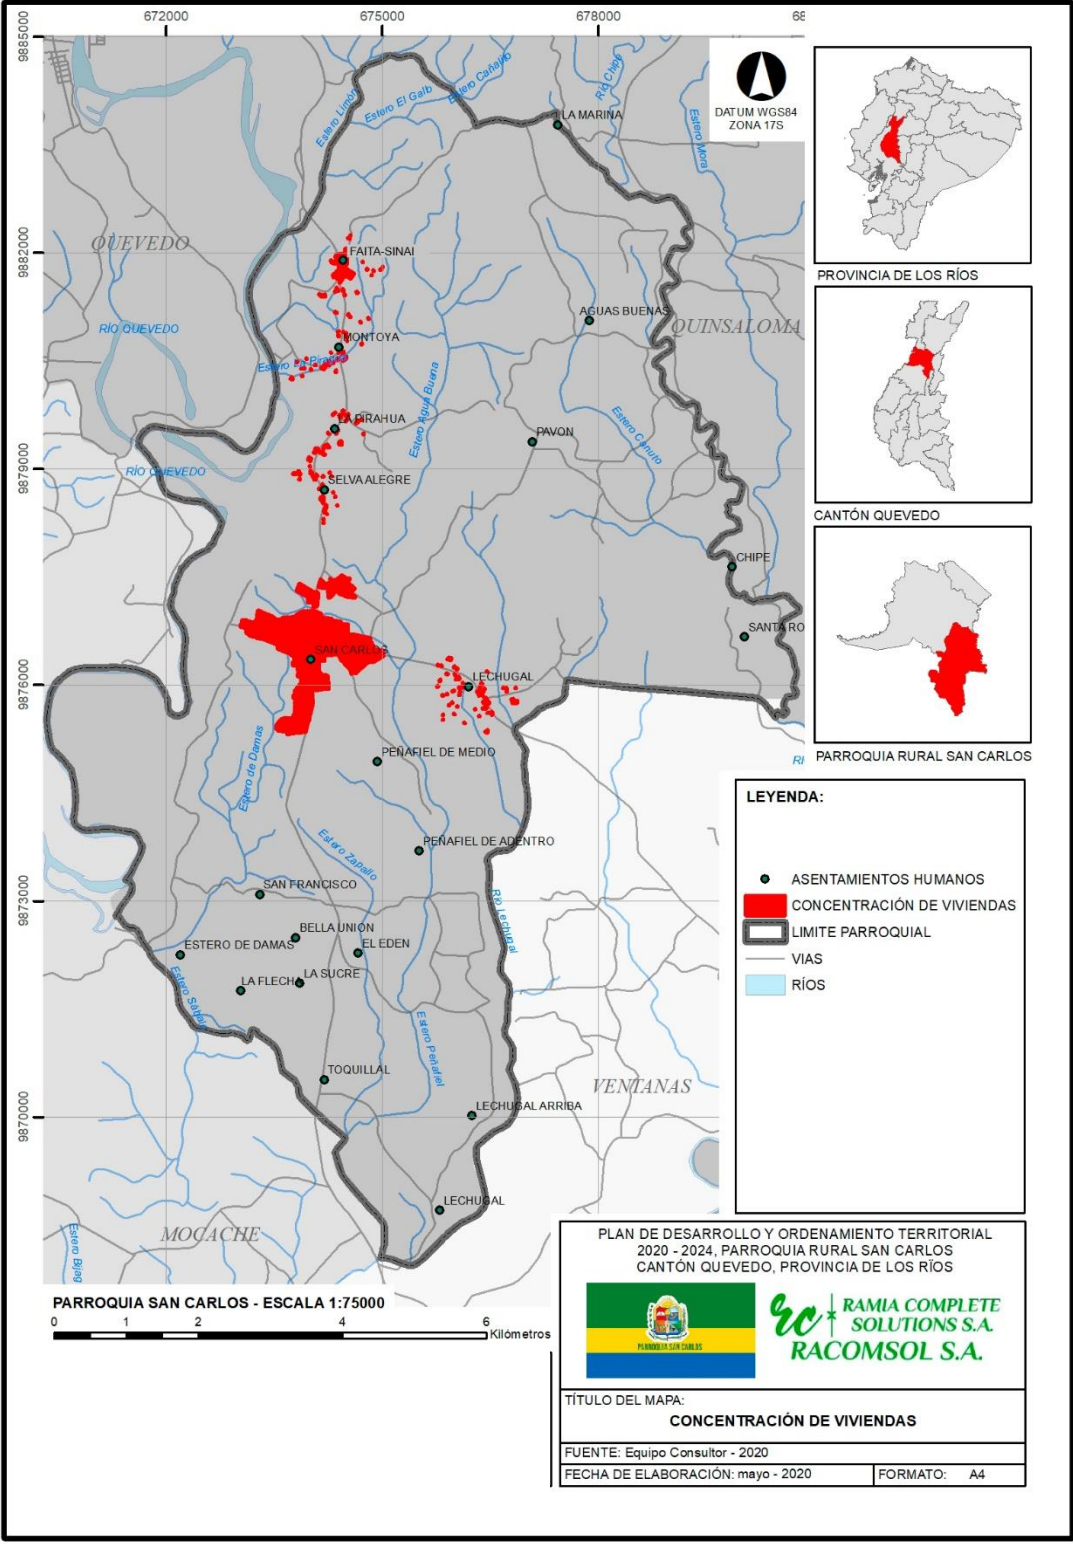 672000
675000
678000
68
9885000
9882000
9879000
9876000
9873000
9870000
DATUM WGS84
ZONA 17S
Estero Limón
Estero El Galb
Estero Cañalito
Río Chipe
Estero Mora
LA MARINA
QUEVEDO
FAITA-SINAI
AGUAS BUENAS
QUINSALOMA
RÍO QUEVEDO
MONTOYA
Estero Agua Buena
Estero Canuto
LA PIRAHUA
PAVON
RÍO QUEVEDO
SELVA ALEGRE
CHIPE
SANTA RO
SAN CARLOS
LECHUGAL
Estero de Damas
PEÑAFIEL DE MEDIO
RI
Estero Zapallo
PEÑAFIEL DE ADENTRO
SAN FRANCISCO
Río Lechugal
BELLA UNION
ESTERO DE DAMAS
EL EDEN
LA FLECHA
LA SUCRE
Estero Peñafiel
TOQUILLAL
VENTANAS
LECHUGAL ARRIBA
LECHUGAL
MOCACHE
PROVINCIA DE LOS RÍOS
CANTÓN QUEVEDO
PARROQUIA RURAL SAN CARLOS
LEYENDA:
ASENTAMIENTOS HUMANOS
CONCENTRACIÓN DE VIVIENDAS
LIMITE PARROQUIAL
VIAS
RÍOS
PARROQUIA SAN CARLOS - ESCALA 1:75000
0 1 2 4 6
Kilómetros
PLAN DE DESARROLLO Y ORDENAMIENTO TERRITORIAL
2020 - 2024, PARROQUIA RURAL SAN CARLOS
CANTÓN QUEVEDO, PROVINCIA DE LOS RÏOS
PARROQUIA SAN CARLOS
rc
RAMIA COMPLETE
SOLUTIONS S.A.
RACOMSOL S.A.
TÍTULO DEL MAPA:
CONCENTRACIÓN DE VIVIENDAS
FUENTE: Equipo Consultor - 2020
FECHA DE ELABORACIÓN: mayo - 2020
FORMATO: A4